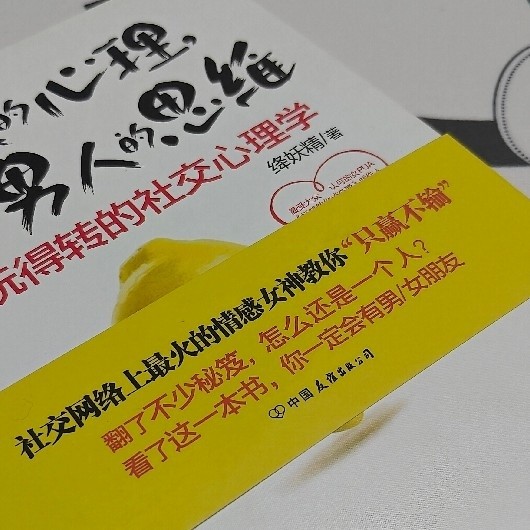 的心理，
男人的思维
玩得转的社交心理学
绛妖精/著
社交网络上最火的情感女神教你“只赢不输”
翻了不少秘笈，怎么还是一个人？
看了这一本书，你一定会有男/女朋友
中国友谊出版公司